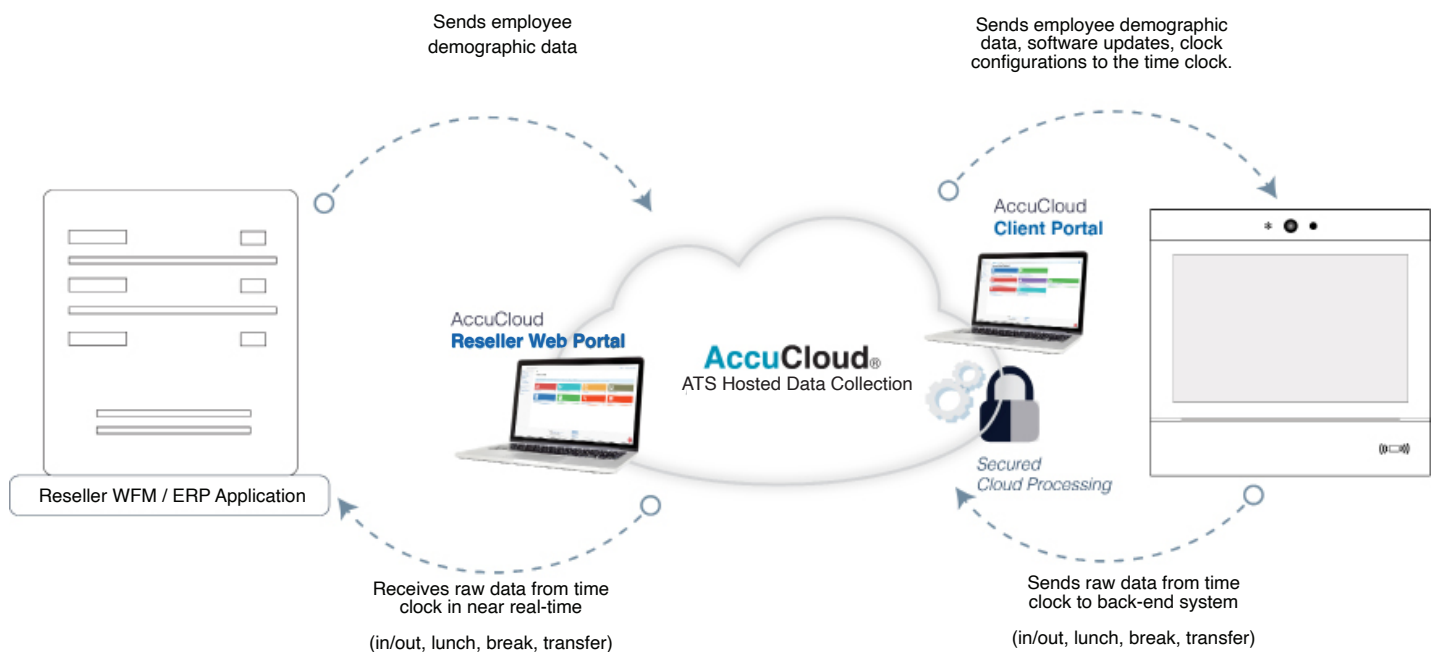 Sends employee
demographic data
Sends employee demographic
data, software updates, clock
configurations to the time clock.
AccuCloud
Client Portal
AccuCloud
Reseller Web Portal
AccuCloud®
ATS Hosted Data Collection
Secured
Cloud Processing
Reseller WFM / ERP Application
Receives raw data from time
clock in near real-time
(in/out, lunch, break, transfer)
Sends raw data from time
clock to back-end system
(in/out, lunch, break, transfer)